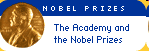 NOBEL PRIZES
The Academy and
the Nobel Prizes